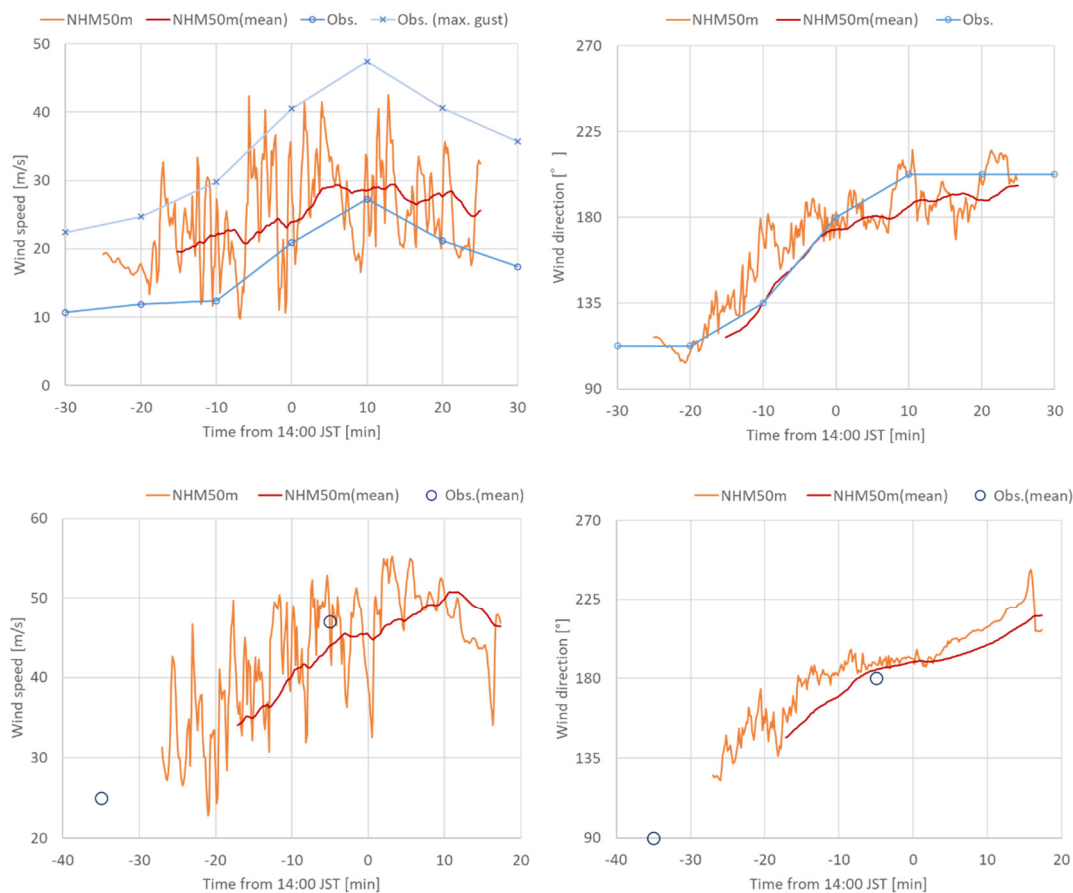 NHM50m NHM50m(mean) Obs. Obs. (max. gust)
50
40
30
20
10
0
Wind speed [m/s]
-30 -20 -10 0 10 20 30
Time from 14:00 JST [min]
NHM50m NHM50m(mean) Obs.
270
225
180
135
90
Wind direction [° ]
-30 -20 -10 0 10 20 30
Time from 14:00 JST [min]
NHM50m NHM50m(mean) Obs.(mean)
60
50
40
30
20
Wind speed [m/s]
-40 -30 -20 -10 0 10 20
Time from 14:00 JST [min]
NHM50m NHM50m(mean) Obs.(mean)
270
225
180
135
90
Wind direction [°]
-40 -30 -20 -10 0 10 20
Time from 14:00 JST [min]